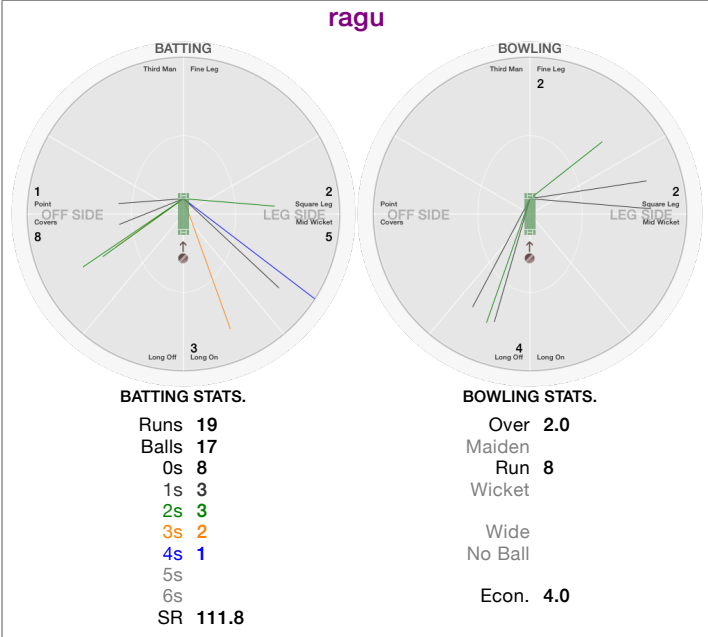 ragu
BATTING
Third Man Fine Leg
1
Point
OFF SIDE
Covers
8
2
Square Leg
LEG SIDE
Mid Wicket
5
3
Long Off Long On
BOWLING
Third Man Fine Leg
2
Point
OFF SIDE
Covers
2
Square Leg
LEG SIDE
Mid Wicket
4
Long Off Long On
BATTING STATS.
Runs 19
Balls 17
0s 8
1s 3
2s 3
3s 2
4s 1
5s
6s
SR 111.8
BOWLING STATS.
Over 2.0
Maiden
Run 8
Wicket
Wide
No Ball
Econ. 4.0